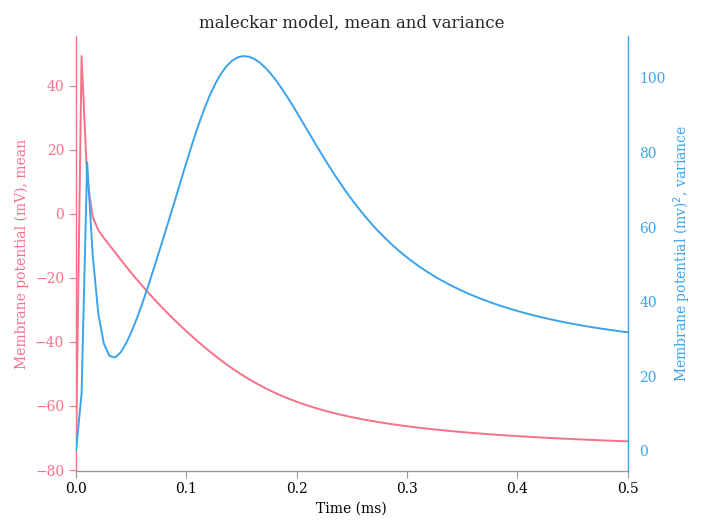 maleckar model, mean and variance
Membrane potential (mV), mean
40
20
0
−20
−40
−60
−80
0.0 0.1 0.2 0.3 0.4 0.5
Time (ms)
100
80
60
40
20
0
Membrane potential (mv)², variance